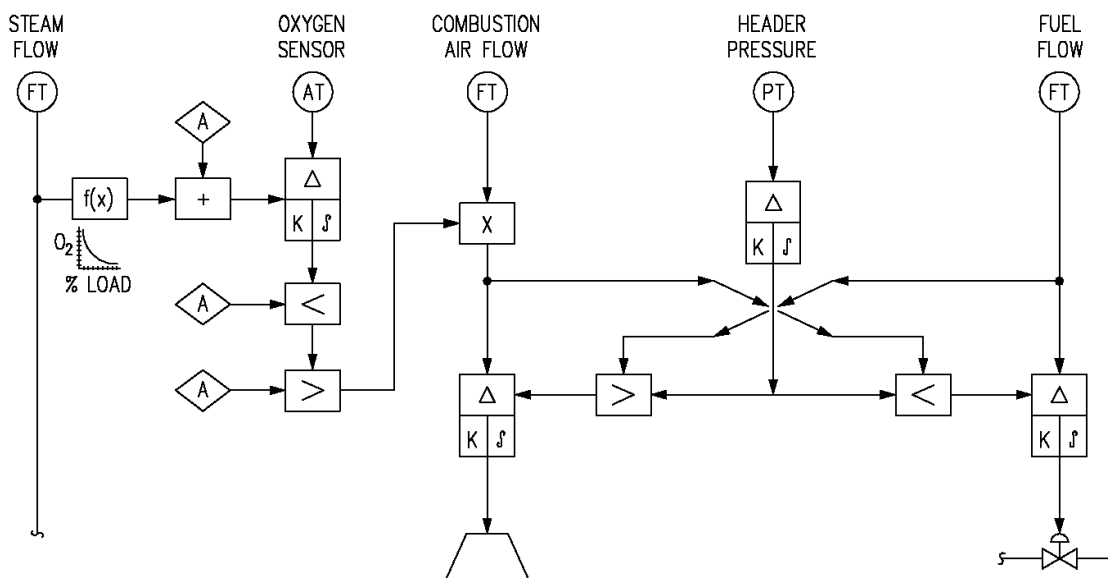 STEAM
FLOW
OXYGEN
SENSOR
COMBUSTION
AIR FLOW
HEADER
PRESSURE
FUEL
FLOW
FT
AT
FT
PT
FT
A
f(x)
+
Δ
K ∫
X
Δ
K ∫
O2
% LOAD
A
<
A
>
Δ
K ∫
>
<
Δ
K ∫